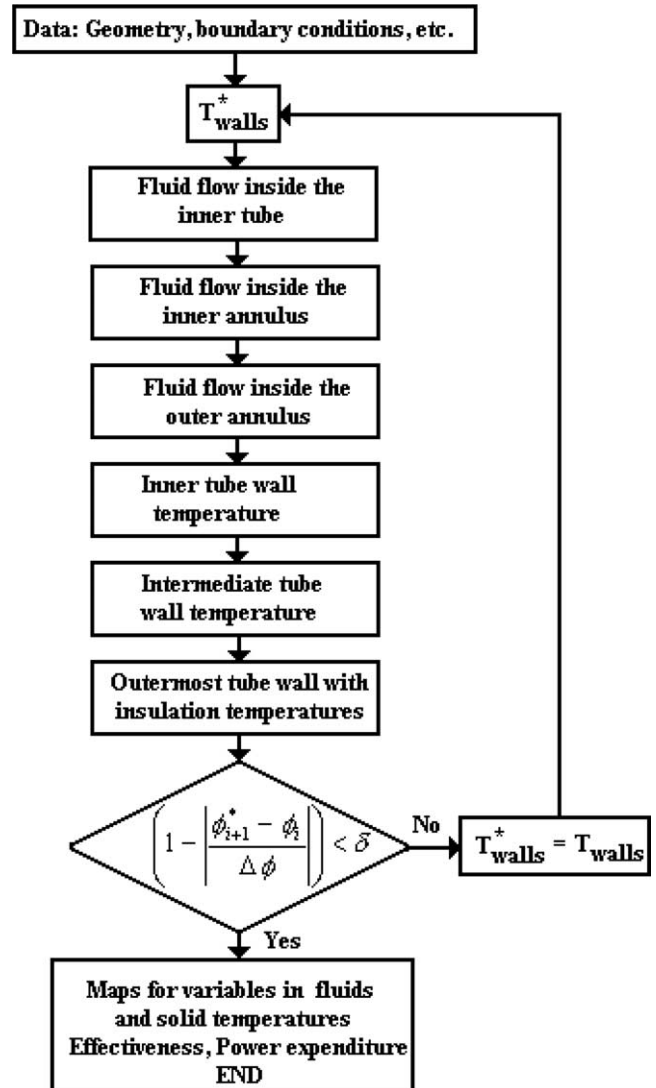 Data: Geometry, boundary conditions, etc.
T*walls
Fluid flow inside the
inner tube
Fluid flow inside the
inner annulus
Fluid flow inside the
outer annulus
Inner tube wall
temperature
Intermediate tube
wall temperature
Outermost tube wall with
insulation temperatures
(1 − |ϕ*i+1 − ϕi / Δϕ|) < δ
No
T*walls = Twalls
Yes
Maps for variables in fluids
and solid temperatures
Effectiveness, Power expenditure
END